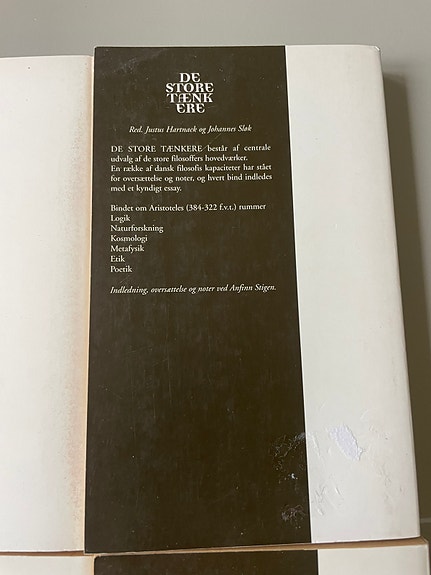 DE
STORE
TÆNK
ERE
Red. Justus Hartnack og Johannes Sløk
DE STORE TÆNKERE består af centrale
udvalg af de store filosoffers hovedværker.
En række af dansk filosofis kapaciteter har stået
for oversættelse og noter, og hvert bind indledes
med et kyndigt essay.
Bindet om Aristoteles (384-322 f.v.t.) rummer
Logik
Naturforskning
Kosmologi
Metafysik
Etik
Poetik
Indledning, oversættelse og noter ved Anfinn Stigen.